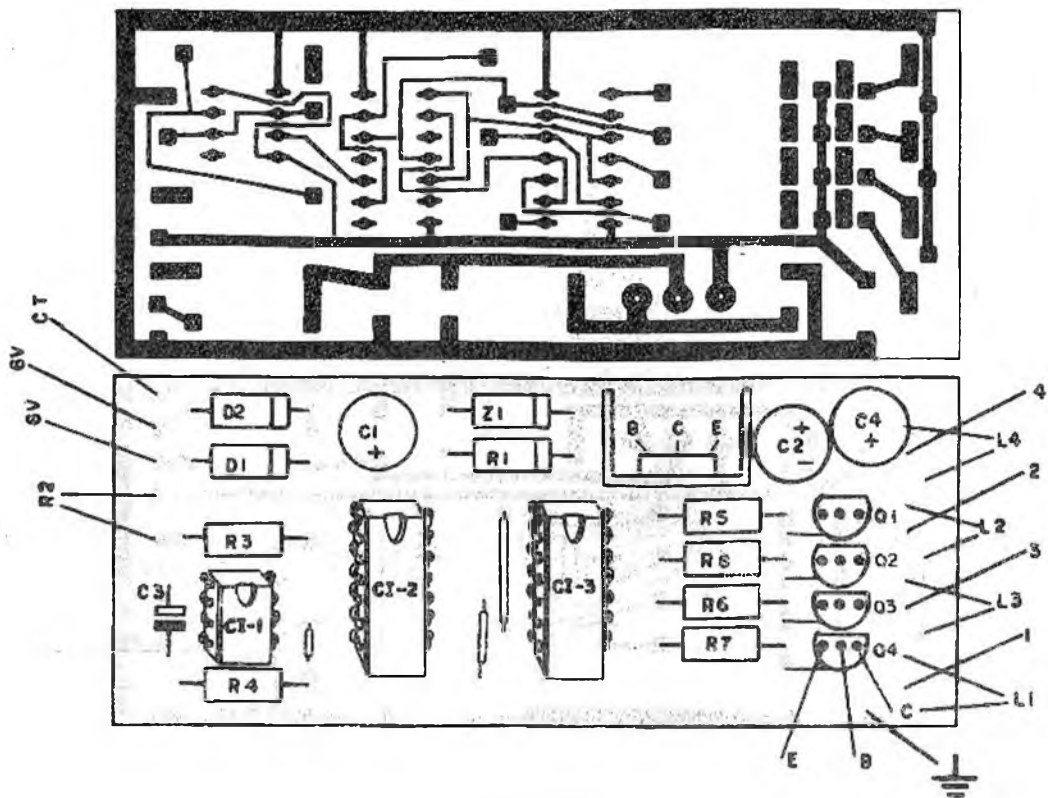 CT
6V
SV
R2
D2
D1
C1
+
Z1
R1
B C E
C2
+
-
C4
+
4
L4
2
L2
3
L3
1
L1
R3
C3
CI-1
R4
CI-2
CI-3
R5
R8
R6
R7
Q1
Q2
Q3
Q4
E
B
C